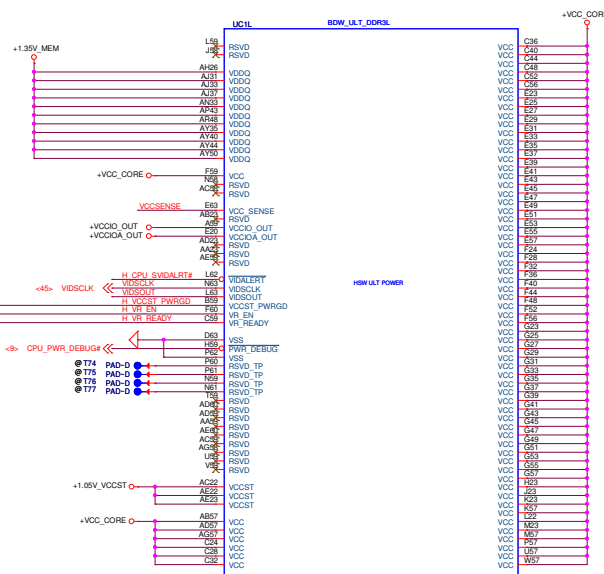 UC1L BDW_ULT_DDR3L
+VCC_COR
+1.35V_MEM
L59 RSVD
RSVD
AH26 VDDQ
AJ31 VDDQ
AJ33 VDDQ
AJ37 VDDQ
AN33 VDDQ
AP43 VDDQ
AR48 VDDQ
AY35 VDDQ
AY40 VDDQ
AY44 VDDQ
AY50 VDDQ
+VCC_CORE F59 VCC
N58 RSVD
RSVD
VCCSENSE E63 VCC_SENSE
AB23 RSVD
+VCCIO_OUT A59 VCCIO_OUT
+VCCIOA_OUT E20 VCCIOA_OUT
AD23 RSVD
RSVD
RSVD
H_CPU_SVIDALRT# L62 VIDALERT
<45> VIDSCLK VIDSCLK N63 VIDSCLK
VIDSOUT L63 VIDSOUT
H_VCCST_PWRGD B59 VCCST_PWRGD
H_VR_EN F60 VR_EN
H_VR_READY C59 VR_READY
HSW ULT POWER
D63 VSS
<9> CPU_PWR_DEBUG# H59 PWR_DEBUG
P62 VSS
@ T74 PAD-D P60 RSVD_TP
@ T75 PAD-D P61 RSVD_TP
@ T76 PAD-D N59 RSVD_TP
@ T77 PAD-D N61 RSVD_TP
T59 RSVD
RSVD
RSVD
RSVD
RSVD
RSVD
RSVD
RSVD
RSVD
+1.05V_VCCST AC22 VCCST
AE22 VCCST
AE23 VCCST
+VCC_CORE AB57 VCC
AD57 VCC
AG57 VCC
C24 VCC
C28 VCC
C32 VCC
VCC C36
VCC C40
VCC C44
VCC C48
VCC C52
VCC C56
VCC E23
VCC E25
VCC E27
VCC E29
VCC E31
VCC E33
VCC E35
VCC E37
VCC E39
VCC E41
VCC E43
VCC E45
VCC E47
VCC E49
VCC E51
VCC E53
VCC E55
VCC E57
VCC F24
VCC F28
VCC F32
VCC F36
VCC F40
VCC F44
VCC F48
VCC F52
VCC F56
VCC G23
VCC G25
VCC G27
VCC G29
VCC G31
VCC G33
VCC G35
VCC G37
VCC G39
VCC G41
VCC G43
VCC G45
VCC G47
VCC G49
VCC G51
VCC G53
VCC G55
VCC G57
VCC H23
VCC J23
VCC K23
VCC K57
VCC L22
VCC M23
VCC M57
VCC P57
VCC U57
VCC W57